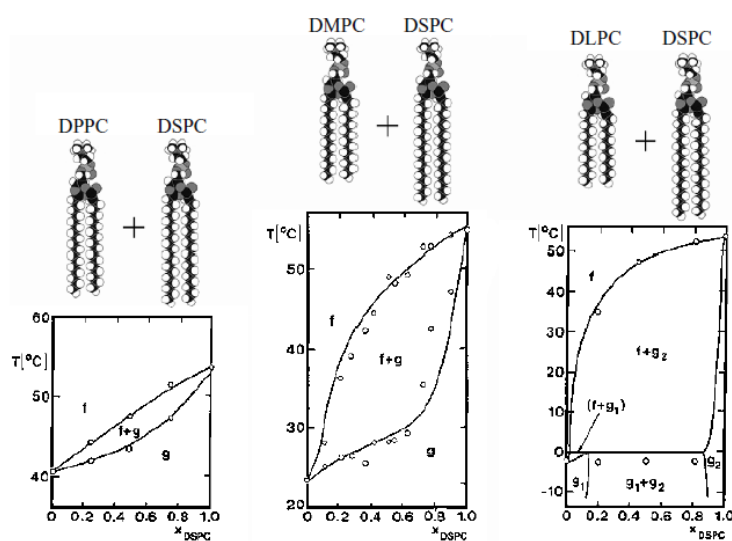 DMPC DSPC
+
DLPC DSPC
+
DPPC DSPC
+
60
T[°C]
50
40
f
f+g
g
0 0.2 0.4 0.6 0.8 1.0
xDSPC
T[°C]
50
40
30
20
f
f+g
g
0 0.2 0.4 0.6 0.8 1.0
xDSPC
T[°C]
50
40
30
20
10
0
-10
f
f+g₂
(f+g₁)
g₁
g₁+g₂
g₂
0 0.2 0.4 0.6 0.8 1.0
xDSPC